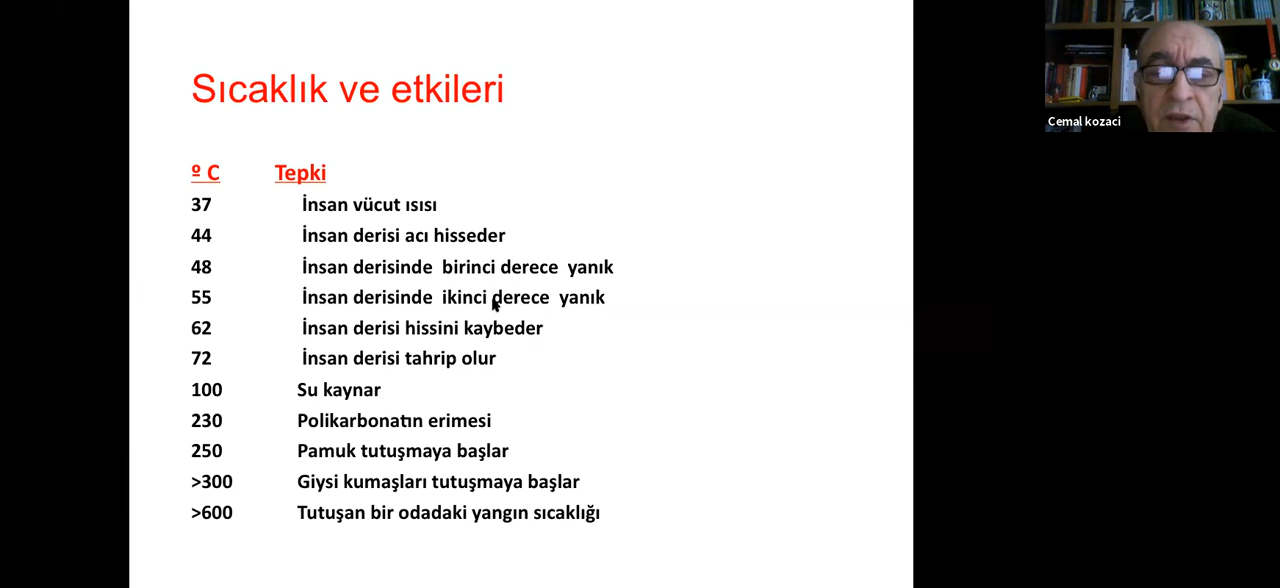 Sıcaklık ve etkileri
º C Tepki
37 İnsan vücut ısısı
44 İnsan derisi acı hisseder
48 İnsan derisinde birinci derece yanık
55 İnsan derisinde ikinci derece yanık
62 İnsan derisi hissini kaybeder
72 İnsan derisi tahrip olur
100 Su kaynar
230 Polikarbonatın erimesi
250 Pamuk tutuşmaya başlar
>300 Giysi kumaşları tutuşmaya başlar
>600 Tutuşan bir odadaki yangın sıcaklığı
Cemal kozaci